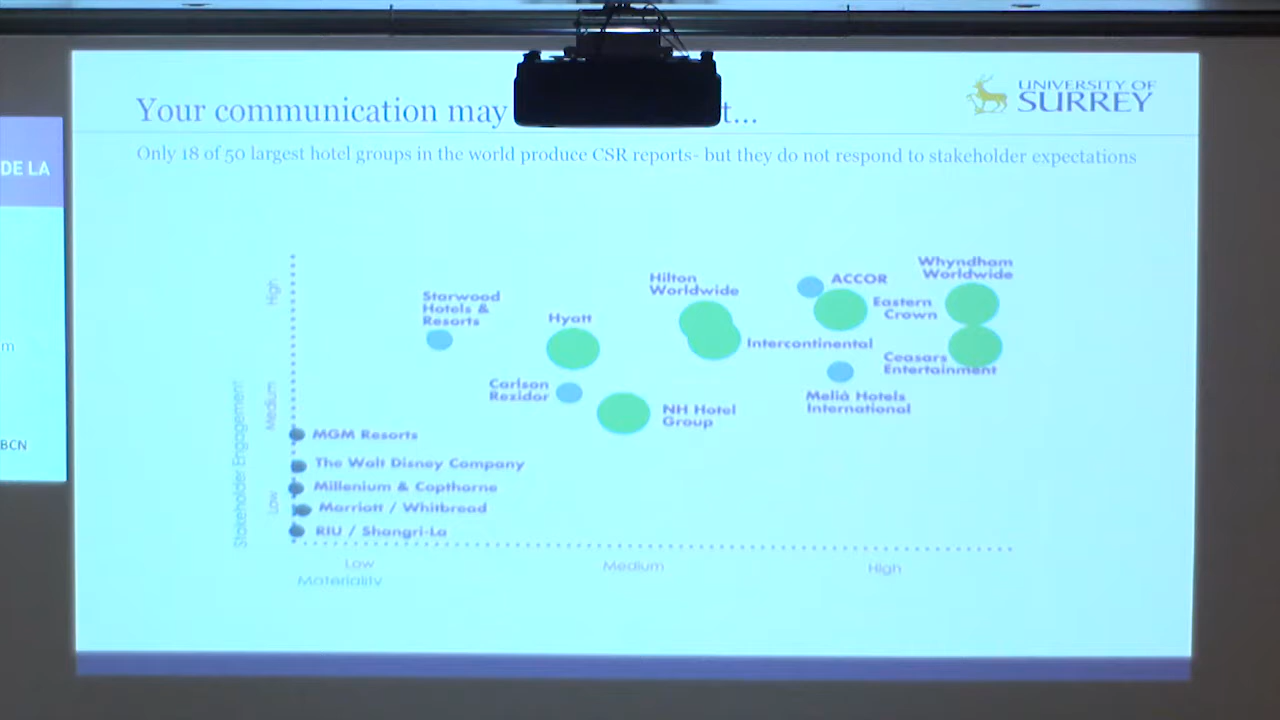 Your communication may
t...
UNIVERSITY OF
SURREY
Only 18 of 50 largest hotel groups in the world produce CSR reports- but they do not respond to stakeholder expectations
DE LA
m
BCN
Stakeholder Engagement
High
Medium
Low
Starwood
Hotels &
Resorts
Hyatt
Hilton
Worldwide
ACCOR
Whyndham
Worldwide
Eastern
Crown
Intercontinental
Ceasars
Entertainment
Carlson
Rezidor
NH Hotel
Group
Meliá Hotels
International
MGM Resorts
The Walt Disney Company
Millenium & Copthorne
Marriott / Whitbread
RIU / Shangri-La
Low
Medium
High
Materiality